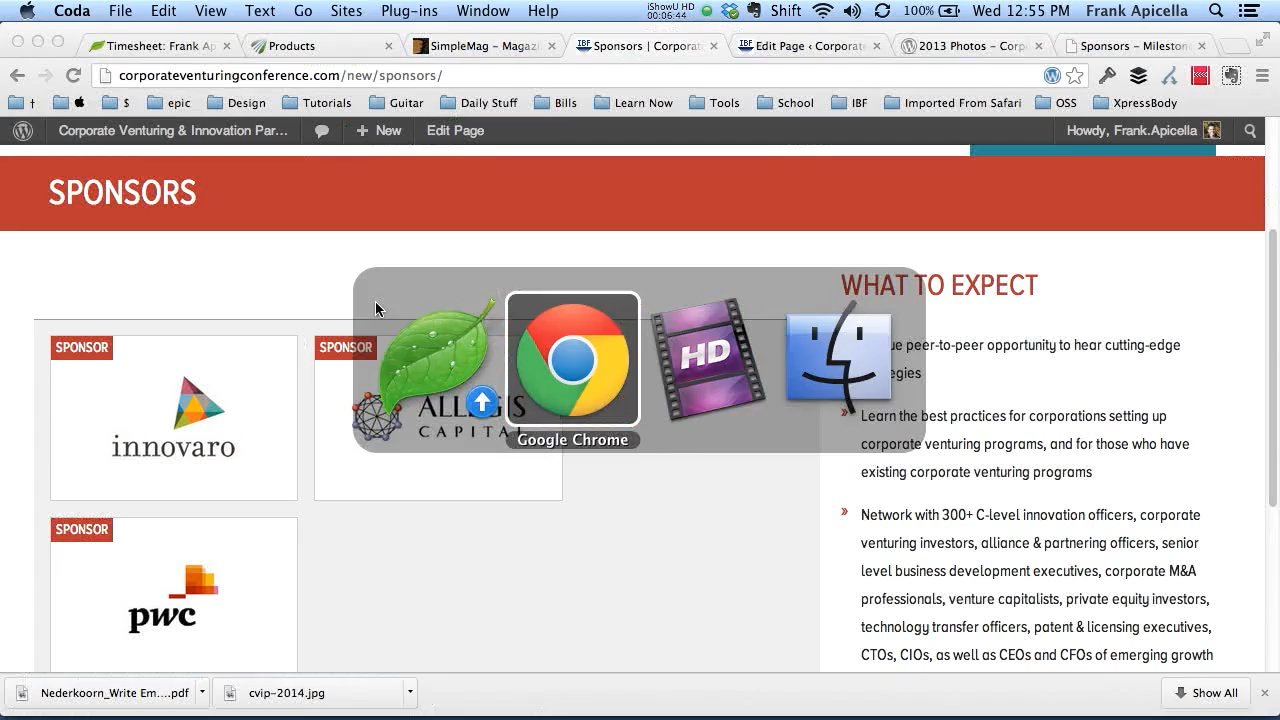 Coda File Edit View Text Go Sites Plug-ins Window Help iShowU HD 00:06:44 Shift 100% Wed 12:55 PM Frank Apicella
Timesheet: Frank Ap Products SimpleMag – Magazi Sponsors | Corporat Edit Page ‹ Corporate 2013 Photos – Corp Sponsors – Mileston
corporateventuringconference.com/new/sponsors/
† $ epic Design Tutorials Guitar Daily Stuff Bills Learn Now Tools School IBF Imported From Safari OSS XpressBody
Corporate Venturing & Innovation Par... + New Edit Page Howdy, Frank.Apicella
SPONSORS
WHAT TO EXPECT
SPONSOR
innovaro
SPONSOR
CAPITAL
HD
Google Chrome
SPONSOR
pwc
ue peer-to-peer opportunity to hear cutting-edge
egies
» Learn the best practices for corporations setting up
corporate venturing programs, and for those who have
existing corporate venturing programs
» Network with 300+ C-level innovation officers, corporate
venturing investors, alliance & partnering officers, senior
level business development executives, corporate M&A
professionals, venture capitalists, private equity investors,
technology transfer officers, patent & licensing executives,
CTOs, CIOs, as well as CEOs and CFOs of emerging growth
Nederkoorn_Write Em....pdf cvip-2014.jpg Show All